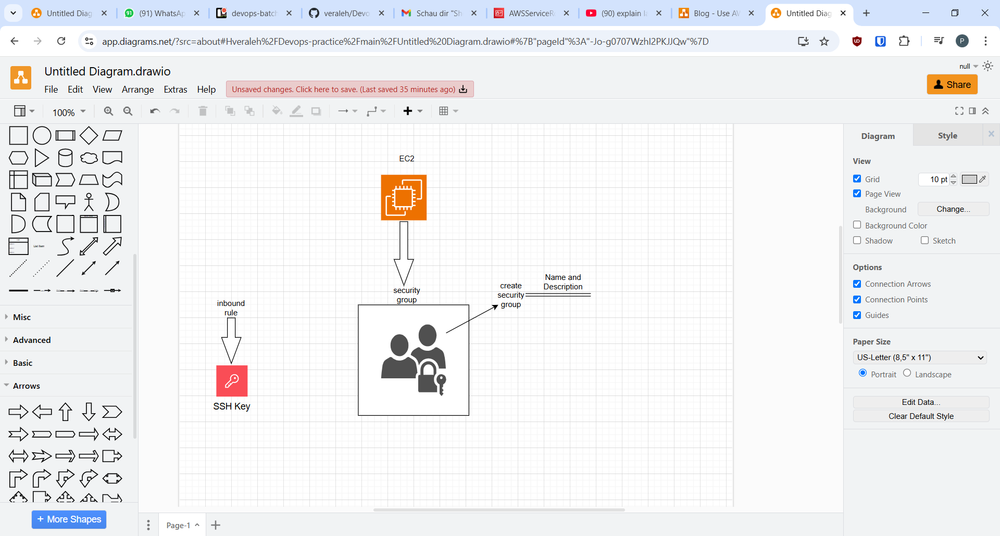 Untitled Diag
(91) WhatsAp
devops-batch
veraleh/Devo
Schau dir "Sh
AWSServiceR
(90) explain la
Blog - Use AV
Untitled Diag
app.diagrams.net/?src=about#Hveraleh%2FDevops-practice%2Fmain%2FUntitled%20Diagram.drawio#%7B"pageId"%3A"-Jo-g0707WzhI2PKJJQw"%7D
P
Untitled Diagram.drawio
null
File Edit View Arrange Extras Help
Unsaved changes. Click here to save. (Last saved 35 minutes ago)
Share
100%
List Item
Misc
Advanced
Basic
Arrows
+ More Shapes
EC2
security
group
inbound
rule
SSH Key
create
security
group
Name and
Description
Page-1
Diagram
Style
View
Grid
10 pt
Page View
Background
Change...
Background Color
Shadow
Sketch
Options
Connection Arrows
Connection Points
Guides
Paper Size
US-Letter (8,5" x 11")
Portrait
Landscape
Edit Data...
Clear Default Style